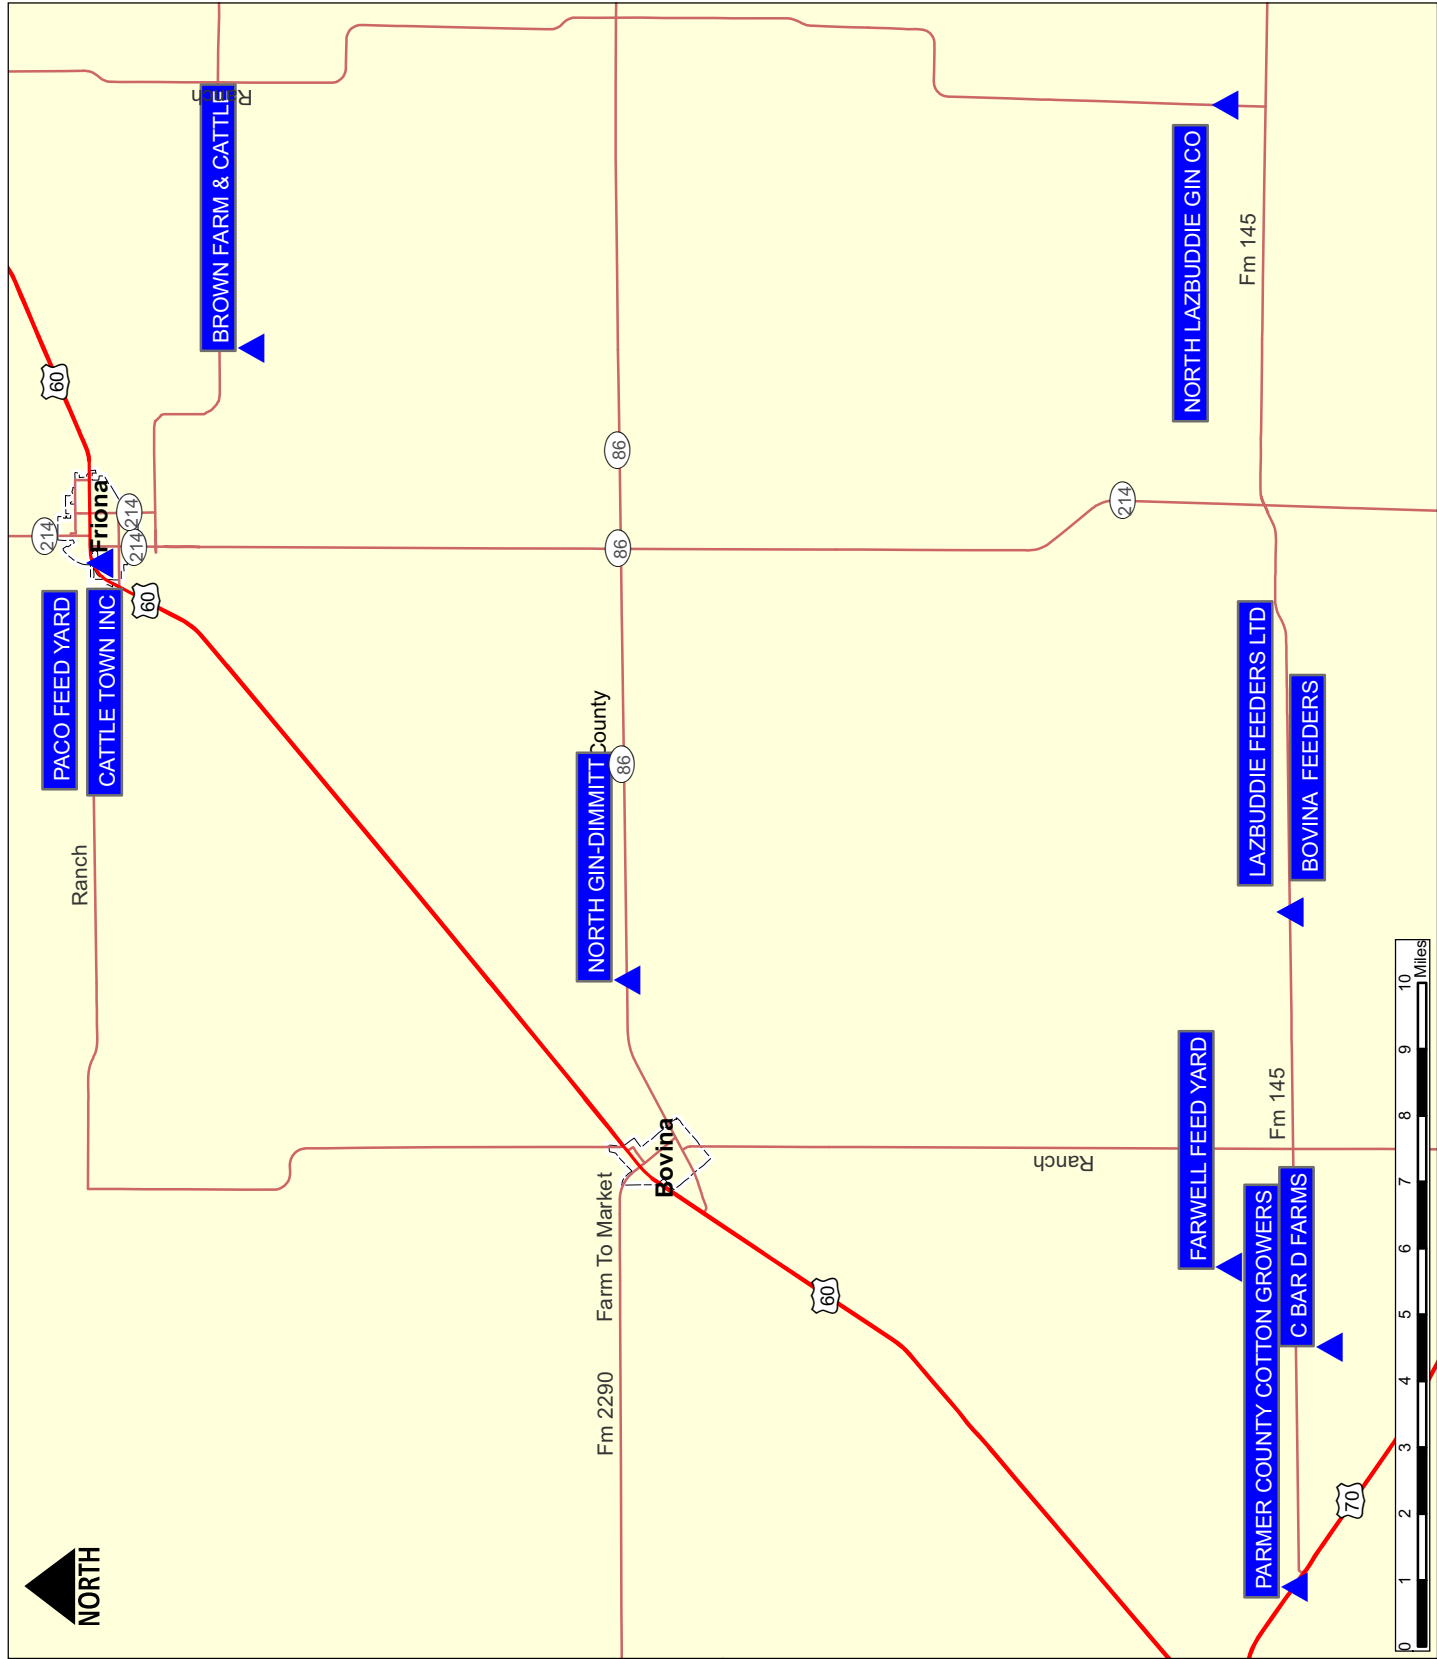 NORTH
Ranch
PACO FEED YARD
CATTLE TOWN INC
Friona
214
214
214
60
60
BROWN FARM & CATTLE
Ranch
Fm 2290
Farm To Market
Bovina
NORTH GIN-DIMMITT
County
86
86
86
60
Ranch
214
NORTH LAZBUDDIE GIN CO
Fm 145
FARWELL FEED YARD
PARMER COUNTY COTTON GROWERS
C BAR D FARMS
Fm 145
LAZBUDDIE FEEDERS LTD
BOVINA FEEDERS
70
0 1 2 3 4 5 6 7 8 9 10
Miles